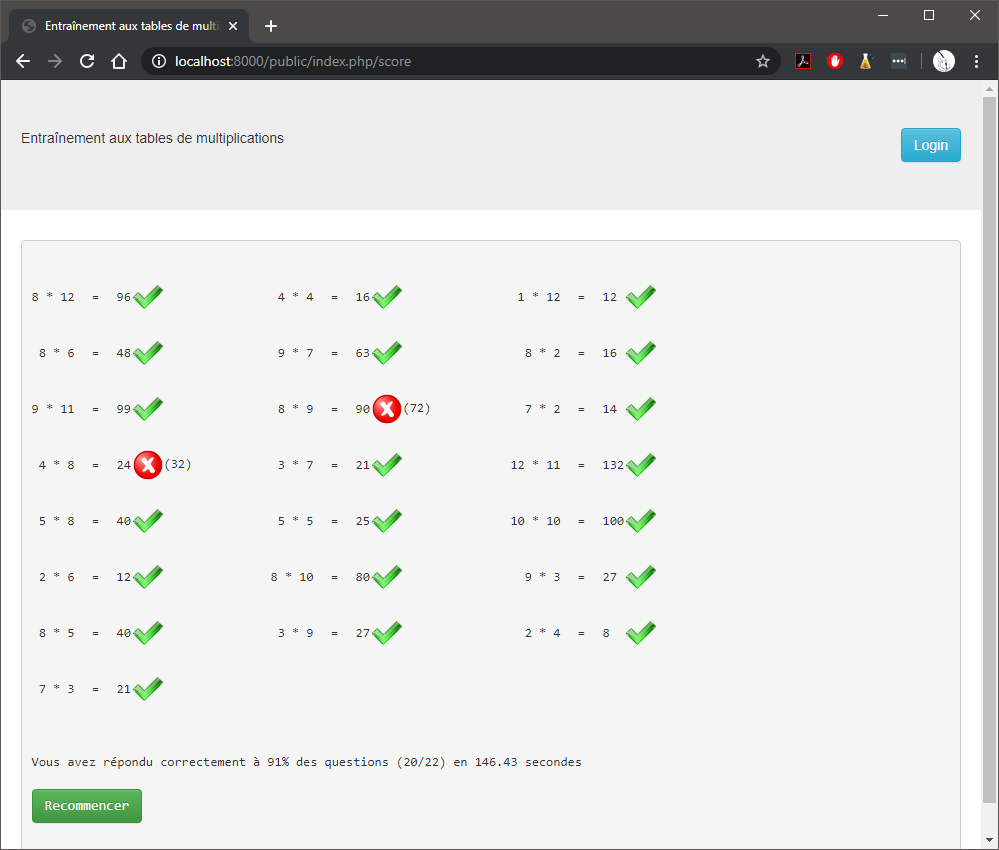 Entraînement aux tables de multi
localhost:8000/public/index.php/score
Entraînement aux tables de multiplications
Login
8 * 12 = 96 4 * 4 = 16 1 * 12 = 12
8 * 6 = 48 9 * 7 = 63 8 * 2 = 16
9 * 11 = 99 8 * 9 = 90 (72) 7 * 2 = 14
4 * 8 = 24 (32) 3 * 7 = 21 12 * 11 = 132
5 * 8 = 40 5 * 5 = 25 10 * 10 = 100
2 * 6 = 12 8 * 10 = 80 9 * 3 = 27
8 * 5 = 40 3 * 9 = 27 2 * 4 = 8
7 * 3 = 21
Vous avez répondu correctement à 91% des questions (20/22) en 146.43 secondes
Recommencer